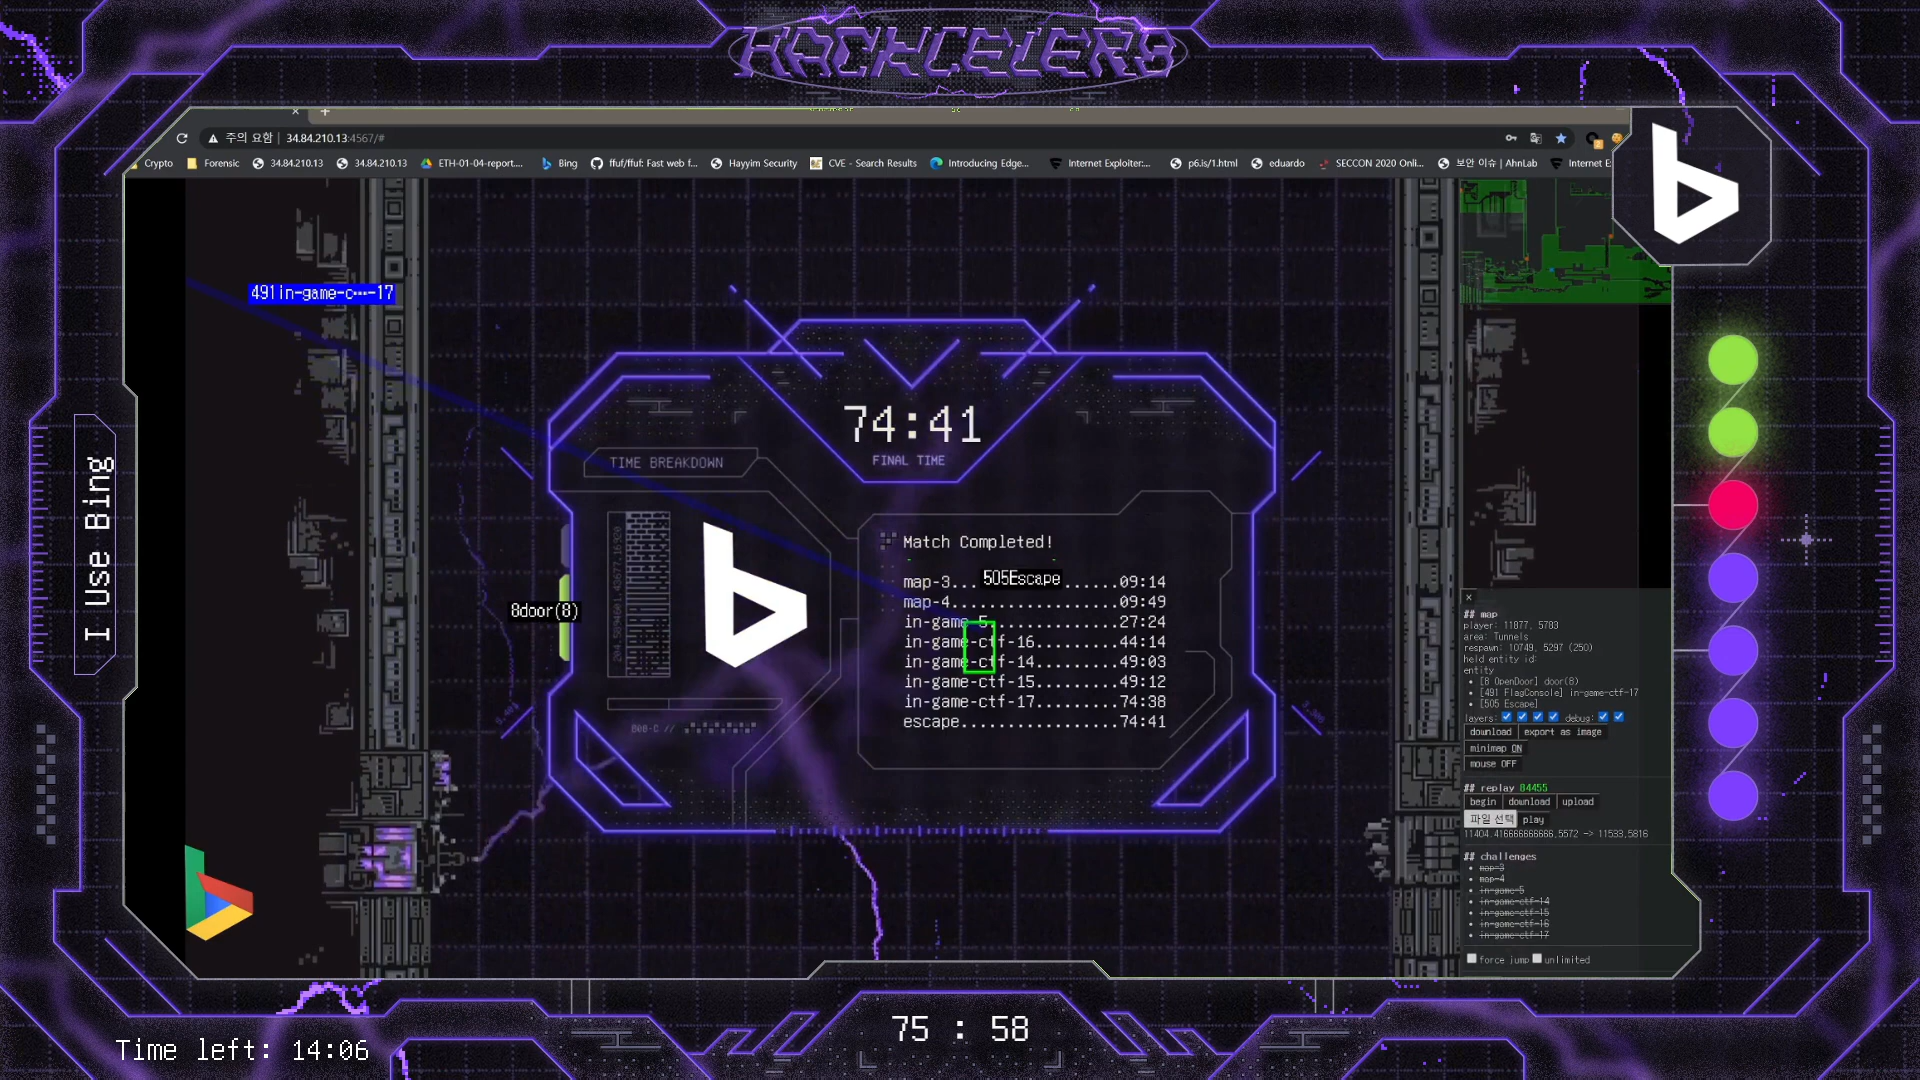 HACKCELER8
주의 요함 | 34.84.210.13:4567/#
Crypto Forensic 34.84.210.13 34.84.210.13 ETH-01-04-report... Bing ffuf/ffuf: Fast web f... Hayyim Security CVE - Search Results Introducing Edge... Internet Exploiter:... p6.is/1.html eduardo SECCON 2020 Onli... 보안 이슈 | AhnLab Internet E
491in-game-c…-17
74:41
FINAL TIME
TIME BREAKDOWN
Match Completed!
505Escape
map-3... .......09:14
map-4.................09:49
in-game-5.............27:24
in-game-ctf-16........44:14
in-game-ctf-14........49:03
in-game-ctf-15........49:12
in-game-ctf-17........74:38
escape................74:41
8door(8)
I Use Bing
## map
player: 11877, 5783
area: Tunnels
respawn: 10749, 5297 (250)
held entity id:
entity
[8 OpenDoor] door(8)
[491 FlagConsole] in-game-ctf-17
[505 Escape]
layers: debug:
download export as image
minimap ON
mouse OFF
## replay 84455
begin download upload
파일 선택 play
11404.416666666666,5572 -> 11533,5816
## challenges
map-3
map-4
in-game-5
in-game-ctf-14
in-game-ctf-15
in-game-ctf-16
in-game-ctf-17
force jump unlimited
Time left: 14:06
75 : 58